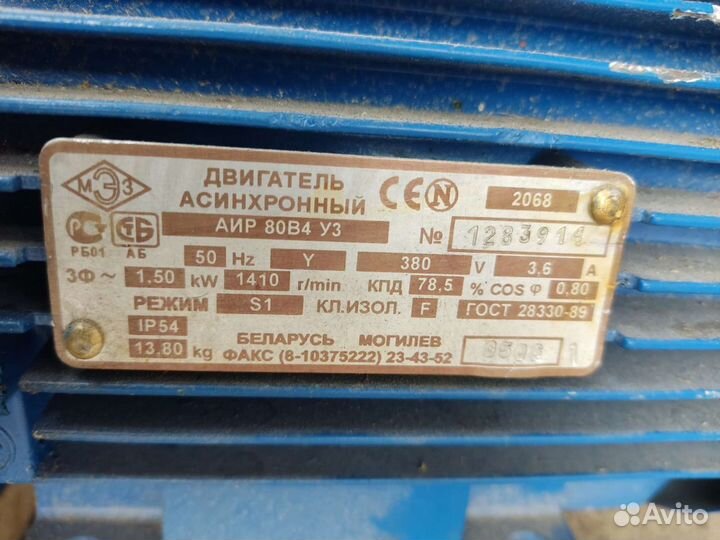 МЭЗ
ДВИГАТЕЛЬ
АСИНХРОННЫЙ
CE N
2068
РБ01 АБ
АИР 80В4 У3
№ 1283914
50 Hz Y 380 V 3.6 A
3Ф ~ 1.50 kW 1410 r/min КПД 78.5 % COS φ 0.80
РЕЖИМ S1 КЛ.ИЗОЛ. F ГОСТ 28330-89
IP54
БЕЛАРУСЬ МОГИЛЕВ
13.80 kg ФАКС (8-10375222) 23-43-52
Avito